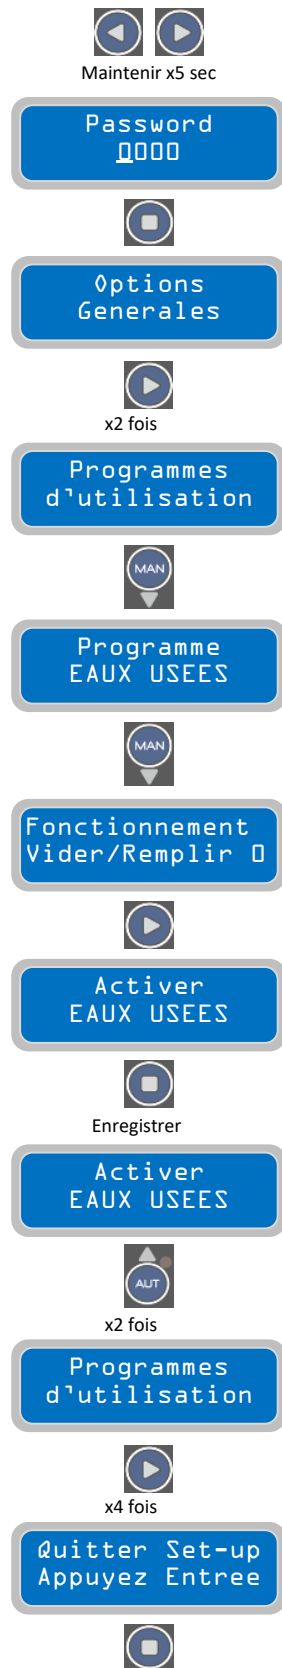 Maintenir x5 sec
Password
0000
Options
Generales
x2 fois
Programmes
d'utilisation
MAN
Programme
EAUX USEES
MAN
Fonctionnement
Vider/Remplir 0
Activer
EAUX USEES
Enregistrer
Activer
EAUX USEES
AUT
x2 fois
Programmes
d'utilisation
x4 fois
Quitter Set-up
Appuyez Entree